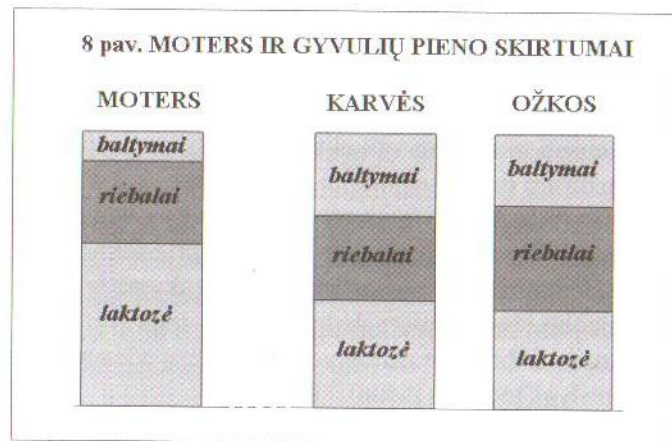 8 pav. MOTERS IR GYVULIŲ PIENO SKIRTUMAI
MOTERS
KARVĖS
OŽKOS
baltymai
riebalai
laktozė
baltymai
riebalai
laktozė
baltymai
riebalai
laktozė